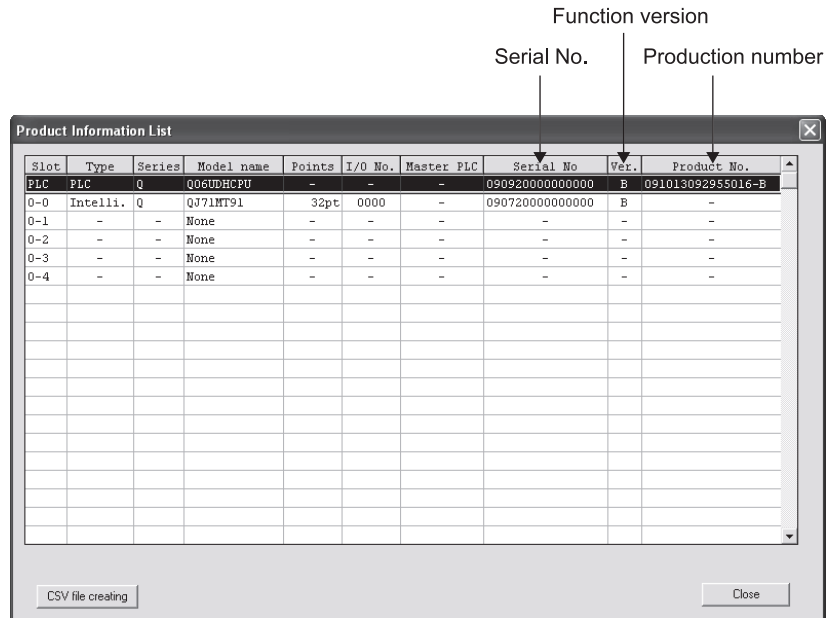 Function version
Serial No. Production number
Product Information List
Slot Type Series Model name Points I/O No. Master PLC Serial No Ver. Product No.
PLC PLC Q Q06UDHCPU - - - 090920000000000 B 091013092955016-B
0-0 Intelli. Q QJ71MT91 32pt 0000 - 090720000000000 B -
0-1 - - None - - - - - -
0-2 - - None - - - - - -
0-3 - - None - - - - - -
0-4 - - None - - - - - -
CSV file creating Close